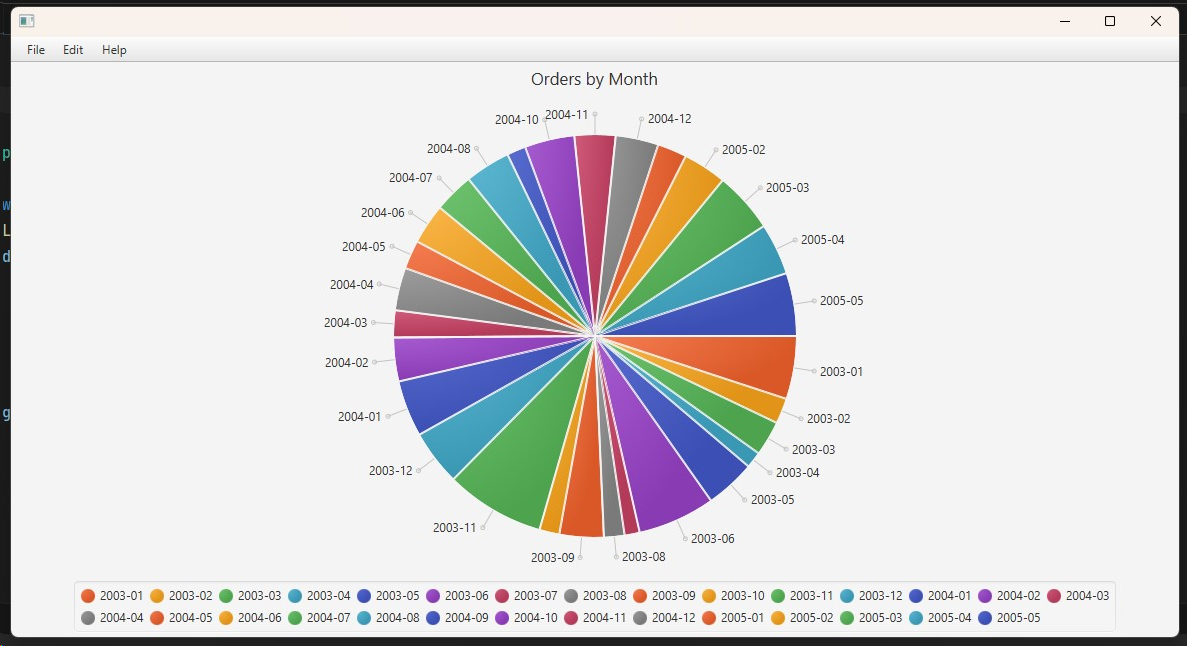 File Edit Help
Orders by Month
2004-10 2004-11 2004-12
2004-08 2005-02
2004-07 2005-03
2004-06
2004-05 2005-04
2004-04 2005-05
2004-03
2004-02 2003-01
2004-01 2003-02
2003-03
2003-12 2003-04
2003-05
2003-11 2003-06
2003-09 2003-08
2003-01 2003-02 2003-03 2003-04 2003-05 2003-06 2003-07 2003-08 2003-09 2003-10 2003-11 2003-12 2004-01 2004-02 2004-03
2004-04 2004-05 2004-06 2004-07 2004-08 2004-09 2004-10 2004-11 2004-12 2005-01 2005-02 2005-03 2005-04 2005-05
p
w
L
d
g